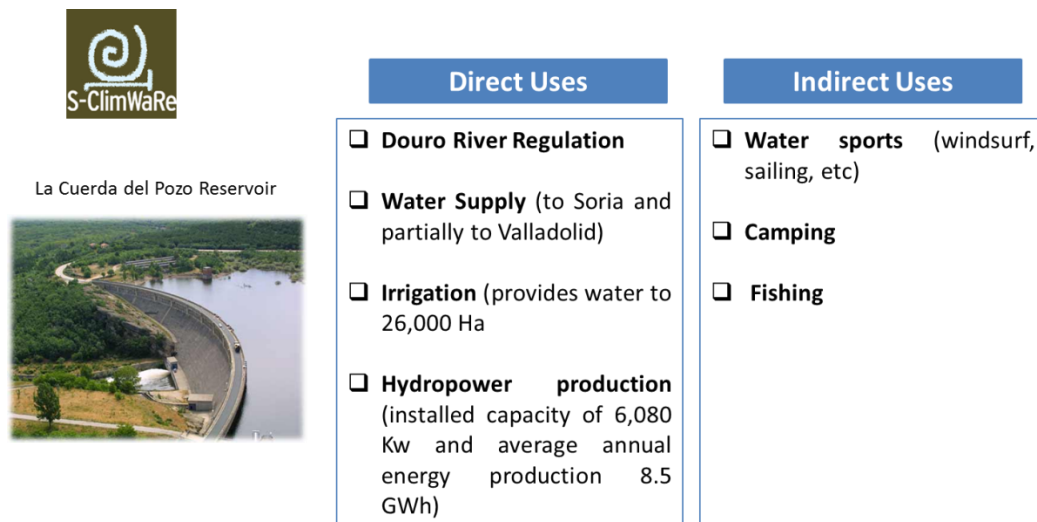 S-ClimWaRe
La Cuerda del Pozo Reservoir
Direct Uses
Douro River Regulation
Water Supply (to Soria and
partially to Valladolid)
Irrigation (provides water to
26,000 Ha
Hydropower production
(installed capacity of 6,080
Kw and average annual
energy production 8.5
GWh)
Indirect Uses
Water sports (windsurf,
sailing, etc)
Camping
Fishing